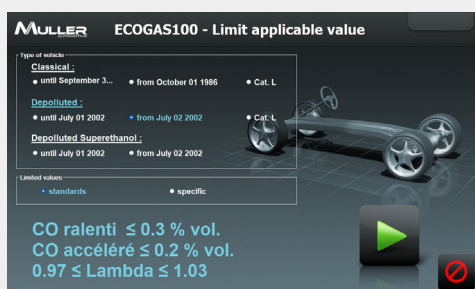 MULLER
AUTOMOTIVE
ECOGAS100 - Limit applicable value
Type of vehicle
Classical :
until September 3...
from October 01 1986
Cat. L
Depolluted :
until July 01 2002
from July 02 2002
Cat. L
Depolluted Superethanol :
until July 01 2002
from July 02 2002
Limited values
standards
specific
CO ralenti ≤ 0.3 % vol.
CO accéléré ≤ 0.2 % vol.
0.97 ≤ Lambda ≤ 1.03